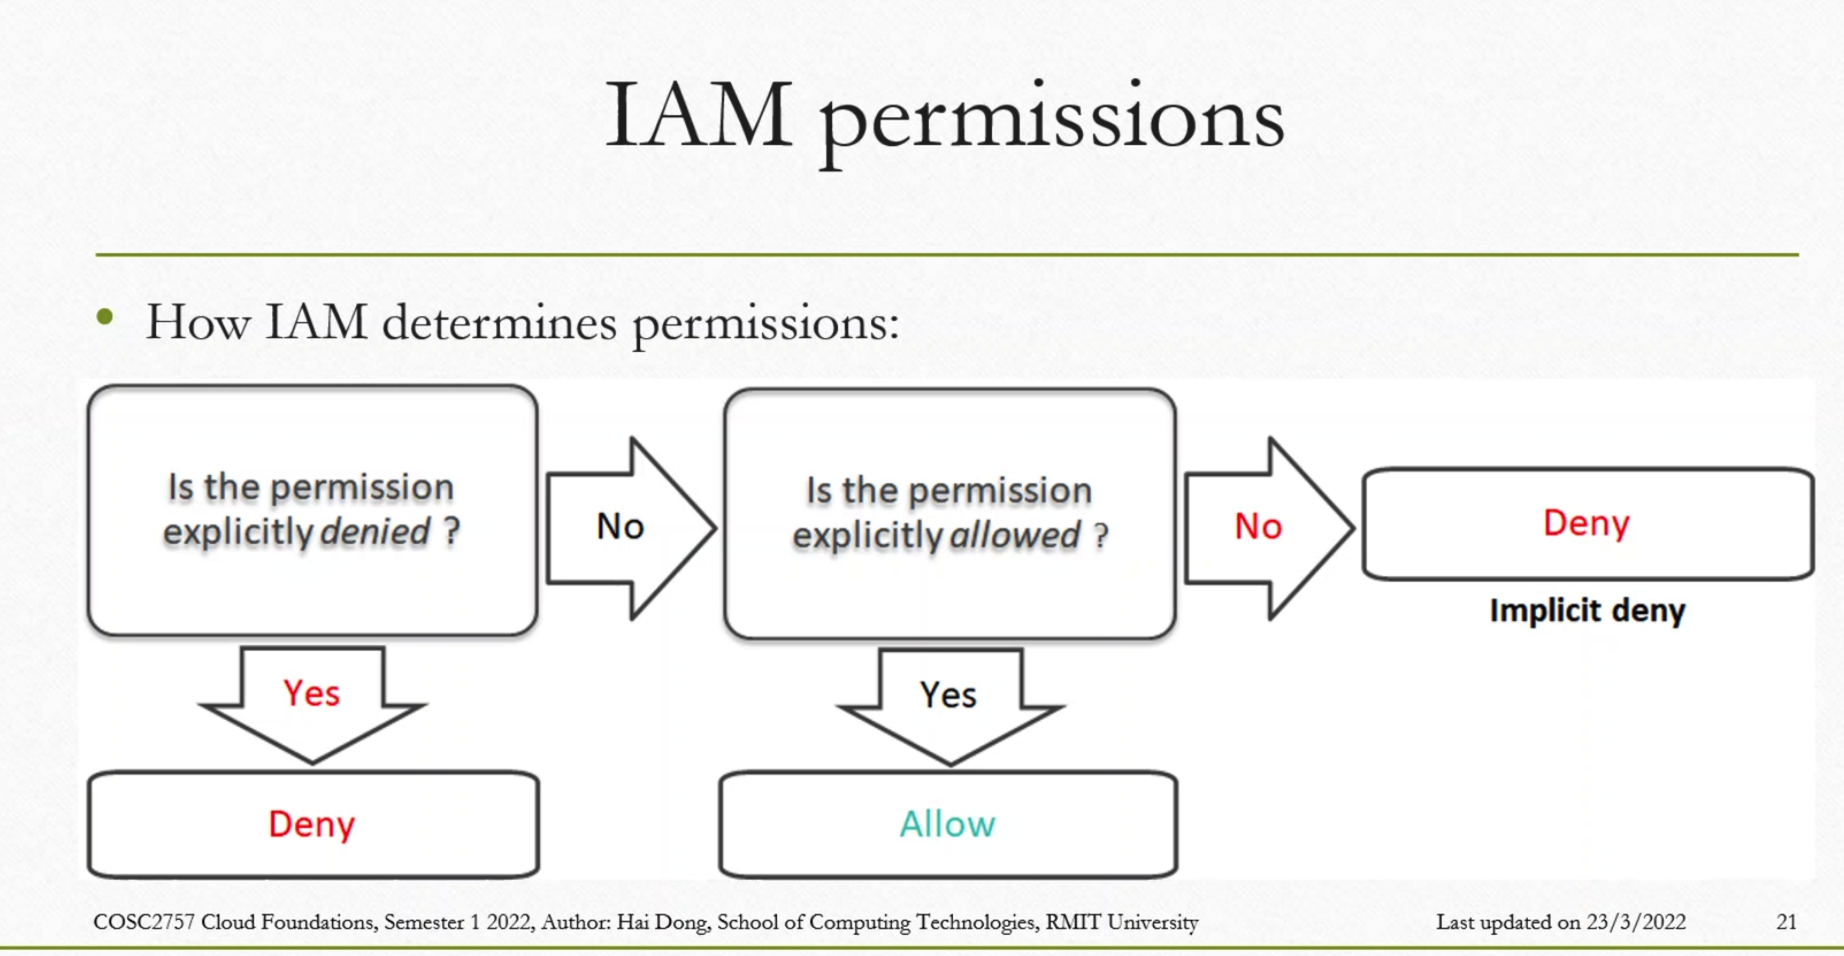 IAM permissions
• How IAM determines permissions:
Is the permission
explicitly denied ?
No
Is the permission
explicitly allowed ?
No
Deny
Implicit deny
Yes
Yes
Deny
Allow
COSC2757 Cloud Foundations, Semester 1 2022, Author: Hai Dong, School of Computing Technologies, RMIT University
Last updated on 23/3/2022
21